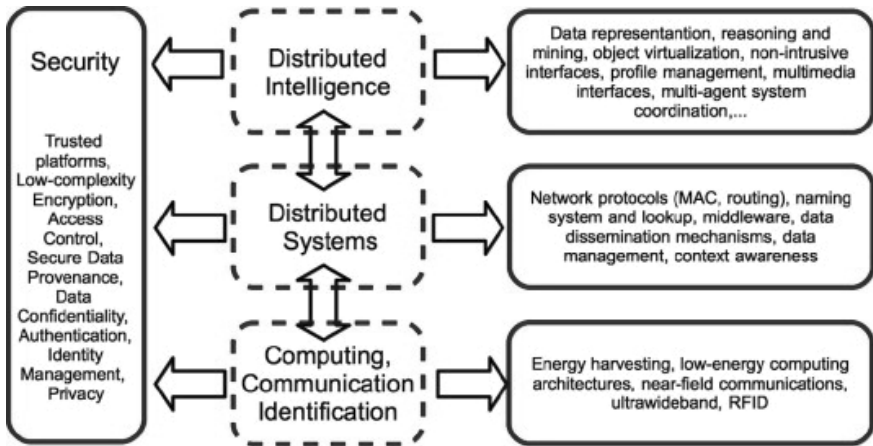 Security
Trusted
platforms,
Low-complexity
Encryption,
Access
Control,
Secure Data
Provenance,
Data
Confidentiality,
Authentication,
Identity
Management,
Privacy
Distributed
Intelligence
Data representantion, reasoning and
mining, object virtualization, non-intrusive
interfaces, profile management, multimedia
interfaces, multi-agent system
coordination,...
Distributed
Systems
Network protocols (MAC, routing), naming
system and lookup, middleware, data
dissemination mechanisms, data
management, context awareness
Computing,
Communication
Identification
Energy harvesting, low-energy computing
architectures, near-field communications,
ultrawideband, RFID